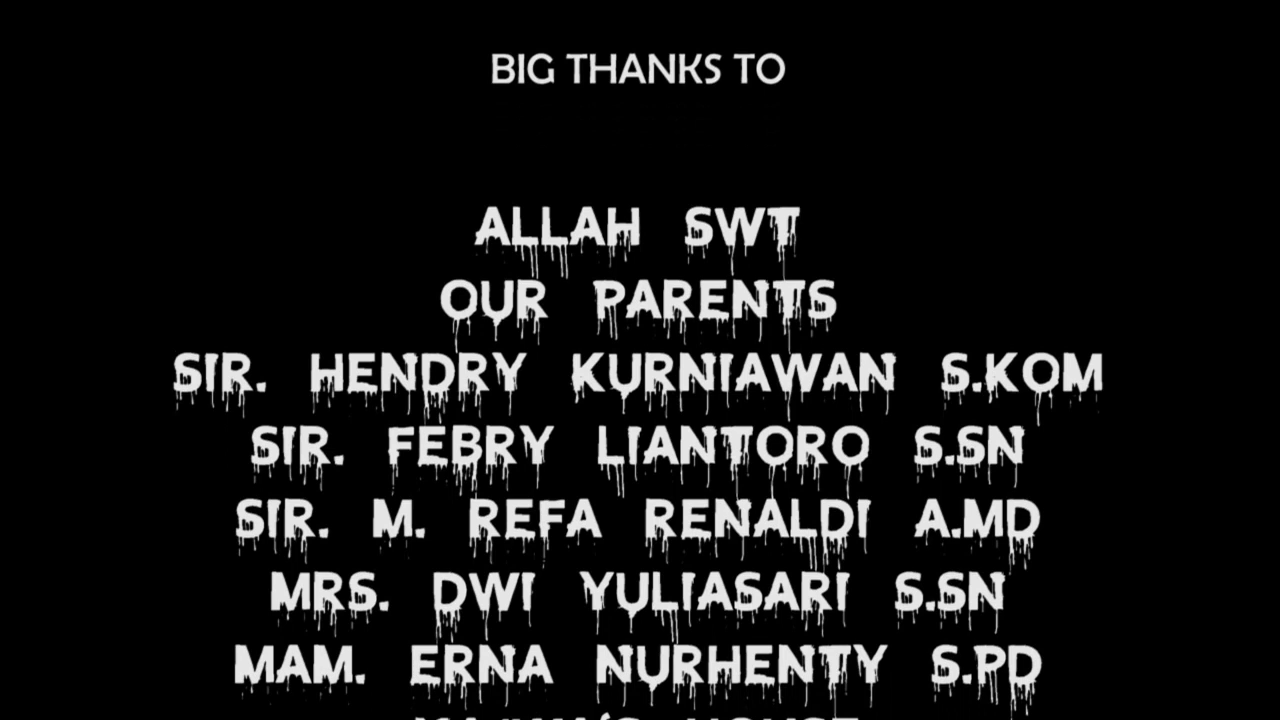 BIG THANKS TO
ALLAH SWT
OUR PARENTS
SIR. HENDRY KURNIAWAN S.KOM
SIR. FEBRY LIANTORO S.SN
SIR. M. REFA RENALDI A.MD
MRS. DWI YULIASARI S.SN
MAM. ERNA NURHENTY S.PD